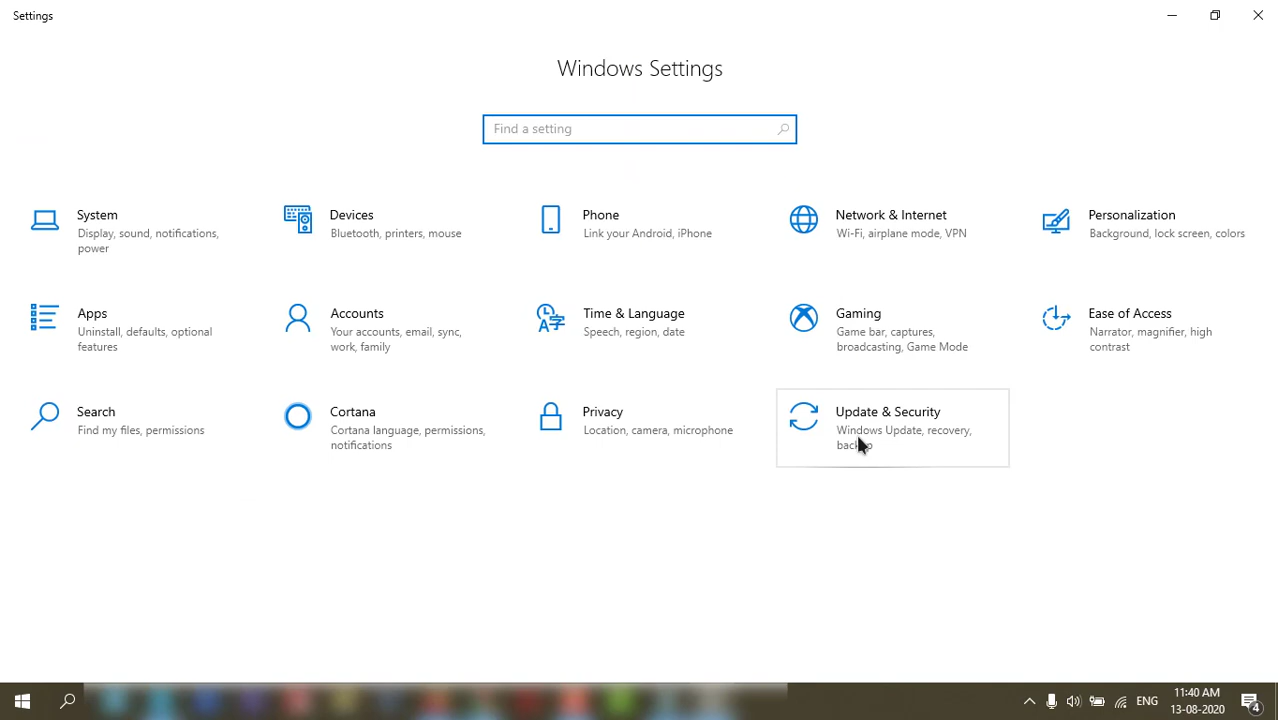 Settings
Windows Settings
Find a setting
System
Display, sound, notifications,
power
Devices
Bluetooth, printers, mouse
Phone
Link your Android, iPhone
Network & Internet
Wi-Fi, airplane mode, VPN
Personalization
Background, lock screen, colors
Apps
Uninstall, defaults, optional
features
Accounts
Your accounts, email, sync,
work, family
Time & Language
Speech, region, date
Gaming
Game bar, captures,
broadcasting, Game Mode
Ease of Access
Narrator, magnifier, high
contrast
Search
Find my files, permissions
Cortana
Cortana language, permissions,
notifications
Privacy
Location, camera, microphone
Update & Security
Windows Update, recovery,
backup
ENG
11:40 AM
13-08-2020
4